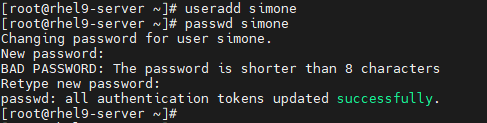 [root@rhel9-server ~]# useradd simone
[root@rhel9-server ~]# passwd simone
Changing password for user simone.
New password:
BAD PASSWORD: The password is shorter than 8 characters
Retype new password:
passwd: all authentication tokens updated successfully.
[root@rhel9-server ~]#